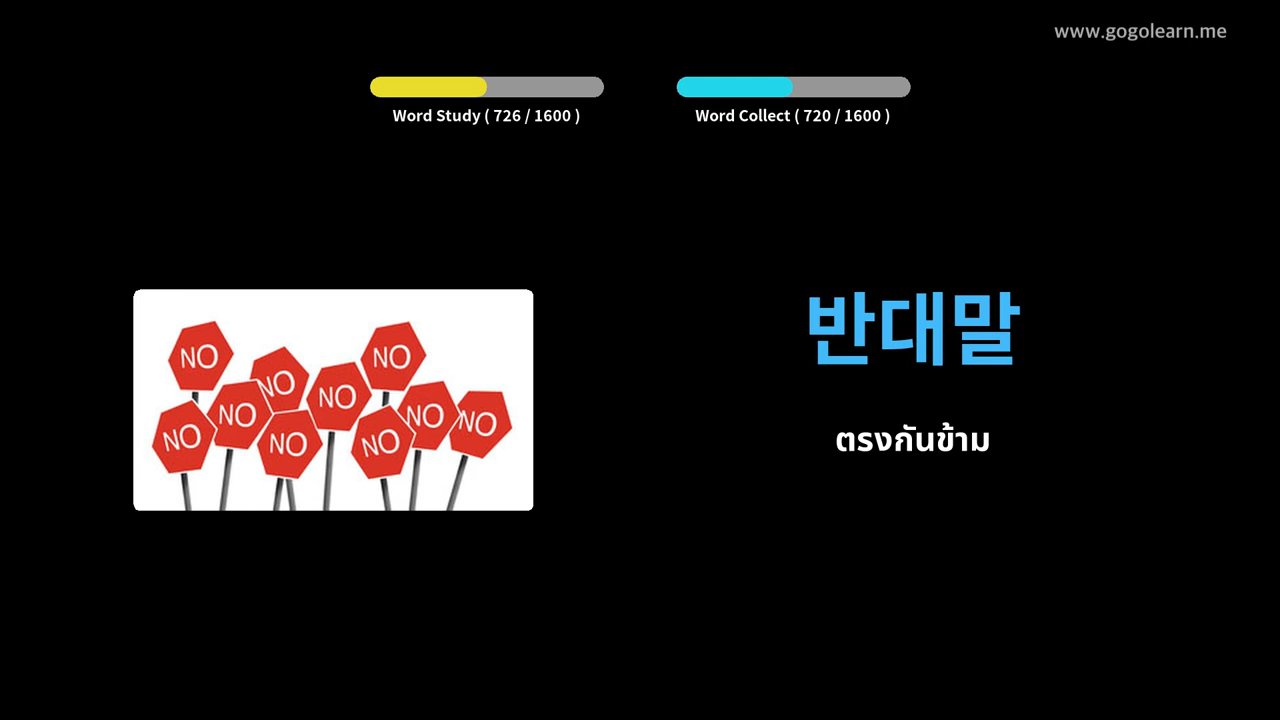 www.gogolearn.me
Word Study ( 726 / 1600 )
Word Collect ( 720 / 1600 )
NO
NO
NO
NO
NO
NO
NO
NO
NO
NO
반대말
ตรงกันข้าม